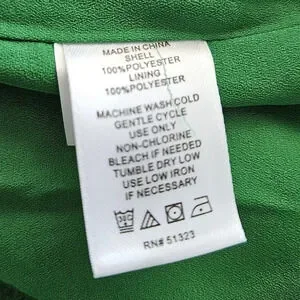 MADE IN CHINA
SHELL
100%POLYESTER
LINING
100%POLYESTER
MACHINE WASH COLD
GENTLE CYCLE
USE ONLY
NON-CHLORINE
BLEACH IF NEEDED
TUMBLE DRY LOW
USE LOW IRON
IF NECESSARY
30°C
RN# 51323